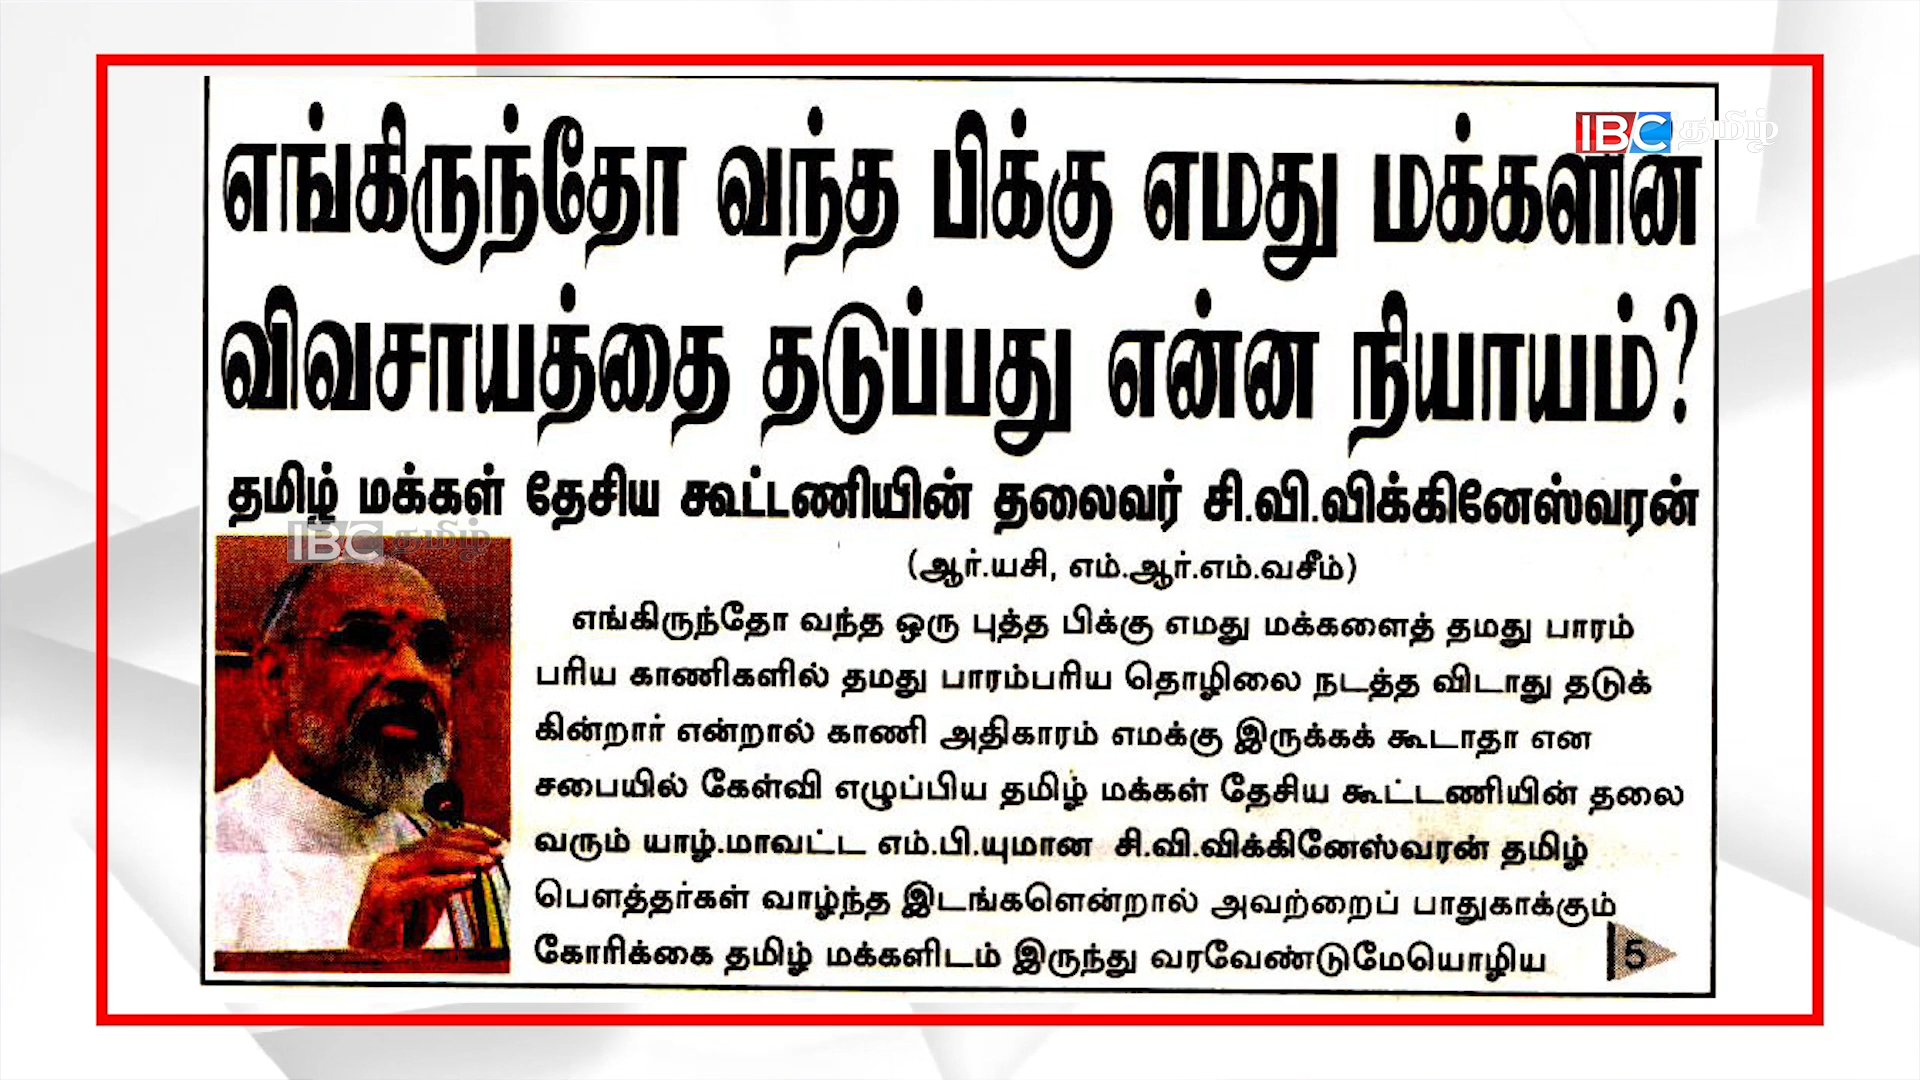 எங்கிருந்தோ வந்த பிக்கு எமது மக்களின்
IBC தமிழ்
விவசாயத்தை தடுப்பது என்ன நியாயம்?
தமிழ் மக்கள் தேசிய கூட்டணியின் தலைவர் சி.வி.விக்கினேஸ்வரன்
IBC தமிழ்
(ஆர்.யசி, எம்.ஆர்.எம்.வசீம்)
எங்கிருந்தோ வந்த ஒரு புத்த பிக்கு எமது மக்களைத் தமது பாரம்
பரிய காணிகளில் தமது பாரம்பரிய தொழிலை நடத்த விடாது தடுக்
கின்றார் என்றால் காணி அதிகாரம் எமக்கு இருக்கக் கூடாதா என
சபையில் கேள்வி எழுப்பிய தமிழ் மக்கள் தேசிய கூட்டணியின் தலை
வரும் யாழ்.மாவட்ட எம்.பி.யுமான சி.வி.விக்கினேஸ்வரன் தமிழ்
பௌத்தர்கள் வாழ்ந்த இடங்களென்றால் அவற்றைப் பாதுகாக்கும்
கோரிக்கை தமிழ் மக்களிடம் இருந்து வரவேண்டுமேயொழிய
5